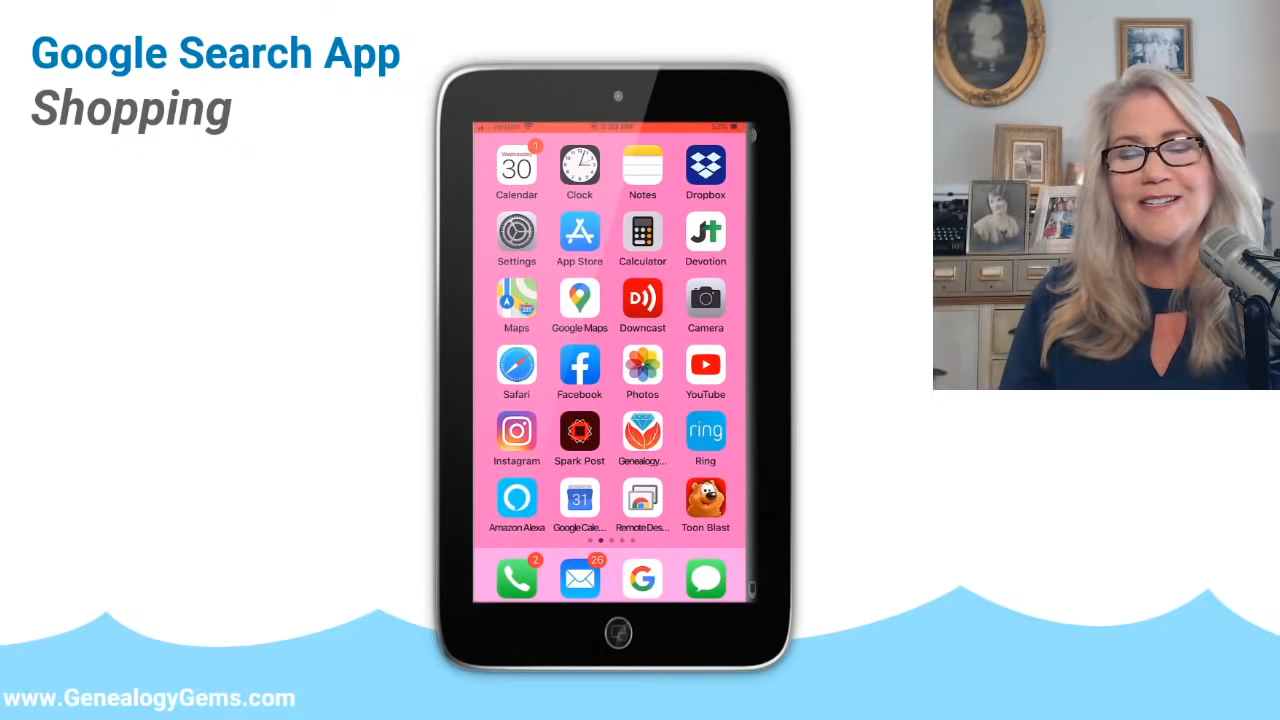 Google Search App
Shopping
Wednesday
1
30
Calendar
Clock
Notes
Dropbox
Settings
App Store
Calculator
JT
Devotion
Maps
Google Maps
D
Downcast
Camera
Safari
Facebook
Photos
YouTube
ring
Instagram
Spark Post
Genealogy...
Ring
31
Amazon Alexa
Google Cale...
Remote Des...
Toon Blast
2
26
G
www.GenealogyGems.com